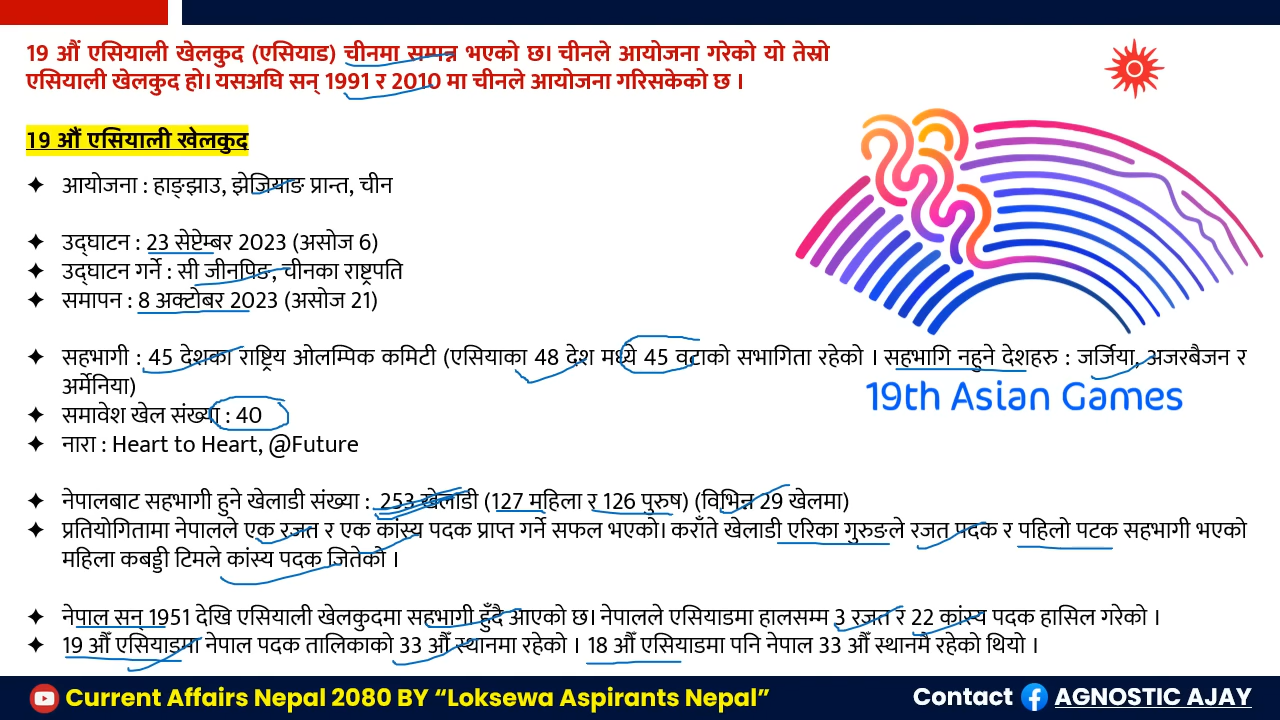 19 औं एसियाली खेलकुद (एसियाड) चीनमा सम्पन्न भएको छ। चीनले आयोजना गरेको यो तेस्रो
एसियाली खेलकुद हो। यसअघि सन् 1991 र 2010 मा चीनले आयोजना गरिसकेको छ ।
19 औं एसियाली खेलकुद
✦ आयोजना : हाङ्झाउ, झेजियाङ प्रान्त, चीन
✦ उद्घाटन : 23 सेप्टेम्बर 2023 (असोज 6)
✦ उद्घाटन गर्ने : सी जीनपिङ, चीनका राष्ट्रपति
✦ समापन : 8 अक्टोबर 2023 (असोज 21)
✦ सहभागी : 45 देशका राष्ट्रिय ओलम्पिक कमिटी (एसियाका 48 देश मध्ये 45 वटाको सभागिता रहेको । सहभागि नहुने देशहरु : जर्जिया, अजरबैजन र
अर्मेनिया)
✦ समावेश खेल संख्या : 40
✦ नारा : Heart to Heart, @Future
19th Asian Games
✦ नेपालबाट सहभागी हुने खेलाडी संख्या : 253 खेलाडी (127 महिला र 126 पुरुष) (विभिन्न 29 खेलमा)
✦ प्रतियोगितामा नेपालले एक रजत र एक कांस्य पदक प्राप्त गर्ने सफल भएको। कराँते खेलाडी एरिका गुरुङले रजत पदक र पहिलो पटक सहभागी भएको
महिला कबड्डी टिमले कांस्य पदक जितेको ।
✦ नेपाल सन् 1951 देखि एसियाली खेलकुदमा सहभागी हुँदै आएको छ। नेपालले एसियाडमा हालसम्म 3 रजत र 22 कांस्य पदक हासिल गरेको ।
✦ 19 औँ एसियाडमा नेपाल पदक तालिकाको 33 औँ स्थानमा रहेको । 18 औँ एसियाडमा पनि नेपाल 33 औँ स्थानमै रहेको थियो ।
Current Affairs Nepal 2080 BY “Loksewa Aspirants Nepal”
Contact AGNOSTIC AJAY